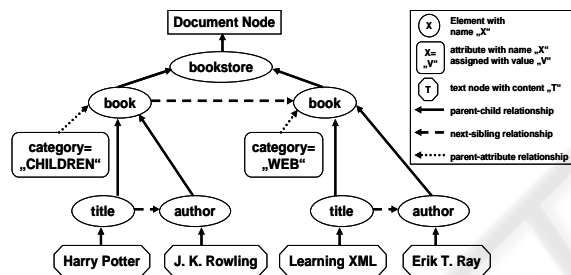 Document Node
bookstore
book
book
category=
„CHILDREN“
category=
„WEB“
title
author
title
author
Harry Potter
J. K. Rowling
Learning XML
Erik T. Ray
X
Element with
name „X“
X=
„V“
attribute with name „X“
assigned with value „V“
T
text node with content „T“
parent-child relationship
next-sibling relationship
parent-attribute relationship